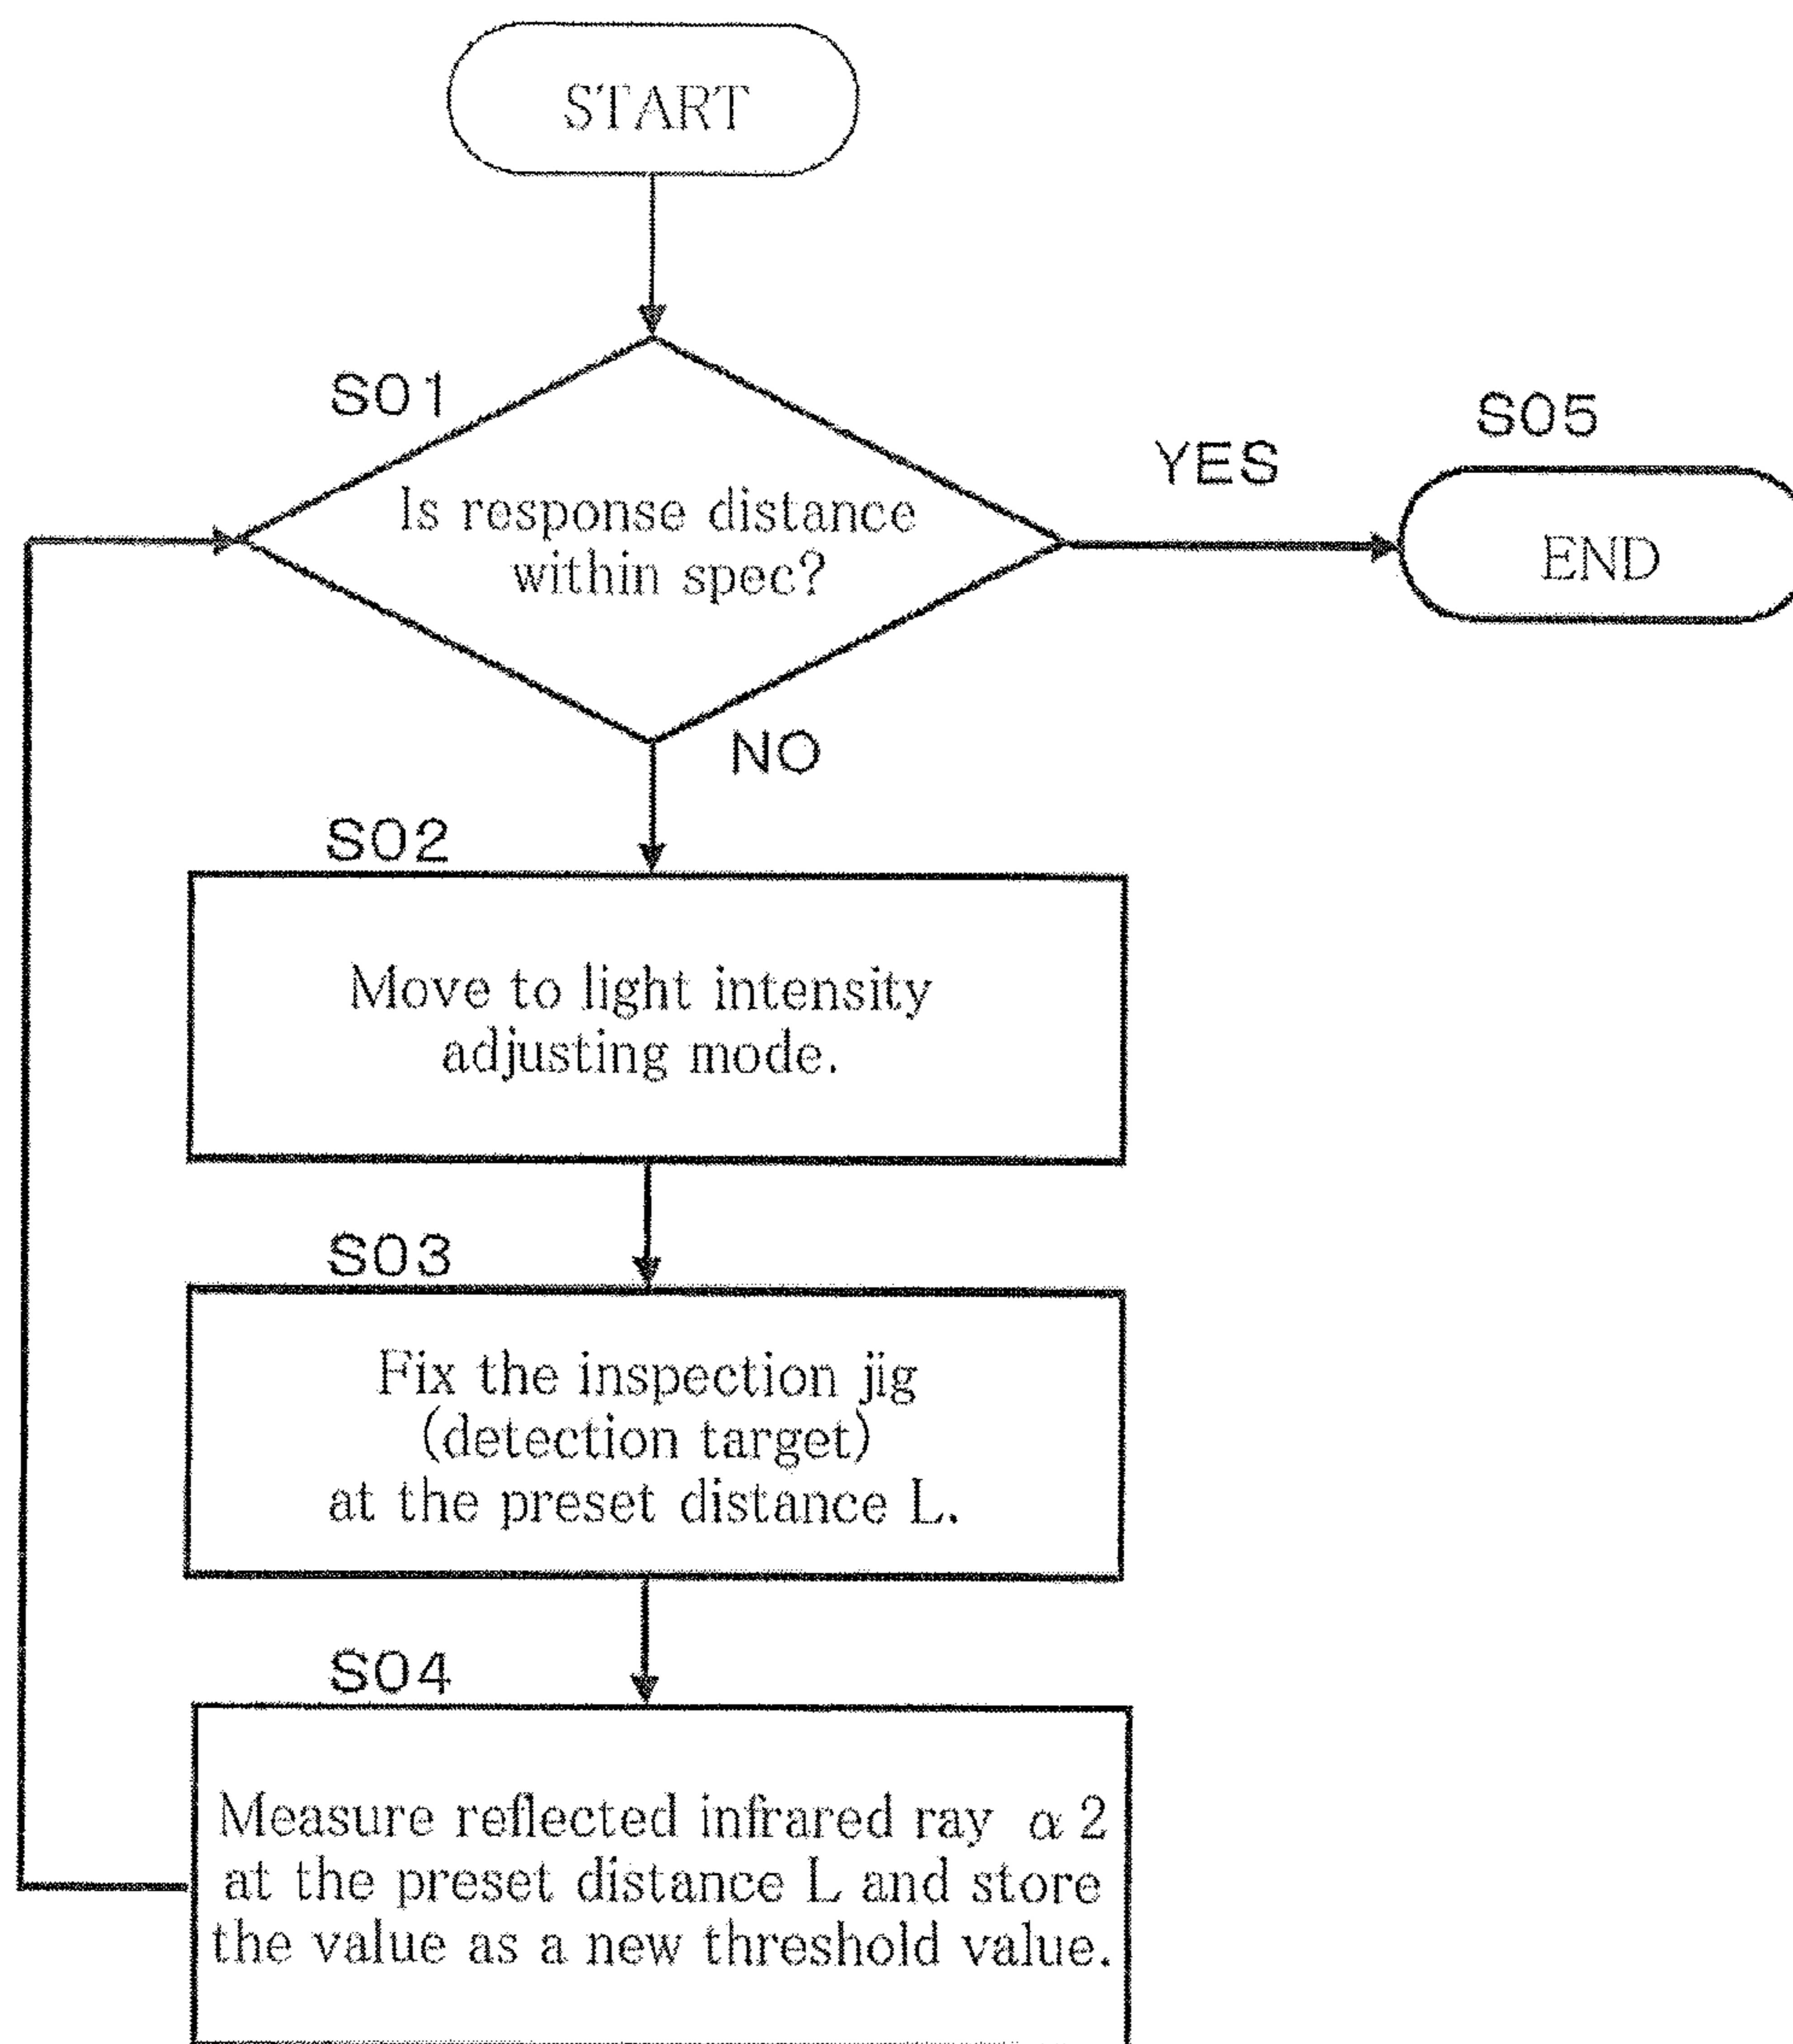 START
S01
Is response distance
within spec?
YES
S05
END
NO
S02
Move to light intensity
adjusting mode.
S03
Fix the inspection jig
(detection target)
at the preset distance L.
S04
Measure reflected infrared ray α2
at the preset distance L and store
the value as a new threshold value.